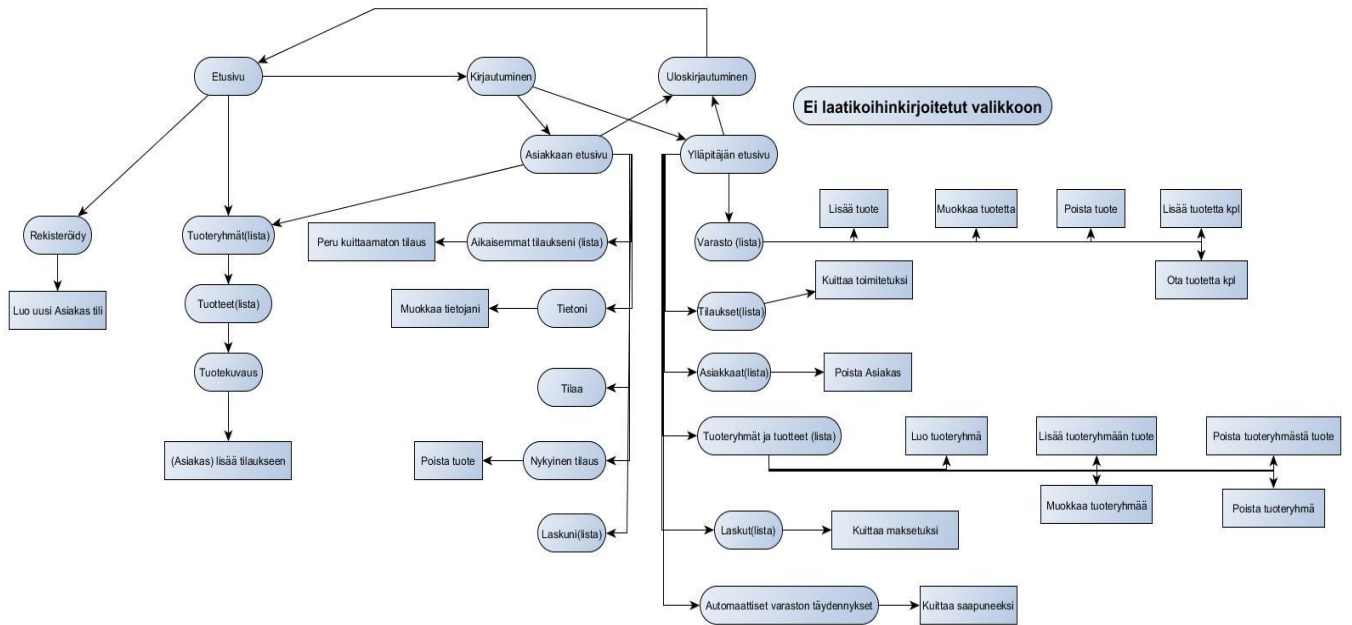 Etusivu
Kirjautuminen
Uloskirjautuminen
Ei laatikoihinkirjoitetut valikkoon
Asiakkaan etusivu
Ylläpitäjän etusivu
Lisää tuote
Muokkaa tuotetta
Poista tuote
Lisää tuotetta kpl
Rekisteröidy
Tuoteryhmät(lista)
Peru kuittaamaton tilaus
Aikaisemmat tilaukseni (lista)
Varasto (lista)
Kuittaa toimitetuksi
Ota tuotetta kpl
Luo uusi Asiakas tili
Tuotteet(lista)
Muokkaa tietojani
Tietoni
Tilaukset(lista)
Tuotekuvaus
Tilaa
Asiakkaat(lista)
Poista Asiakas
(Asiakas) lisää tilaukseen
Poista tuote
Nykyinen tilaus
Tuoteryhmät ja tuotteet (lista)
Luo tuoteryhmä
Lisää tuoteryhmään tuote
Poista tuoteryhmästä tuote
Muokkaa tuoteryhmää
Poista tuoteryhmä
Laskuni(lista)
Laskut(lista)
Kuittaa maksetuksi
Automaattiset varaston täydennykset
Kuittaa saapuneeksi